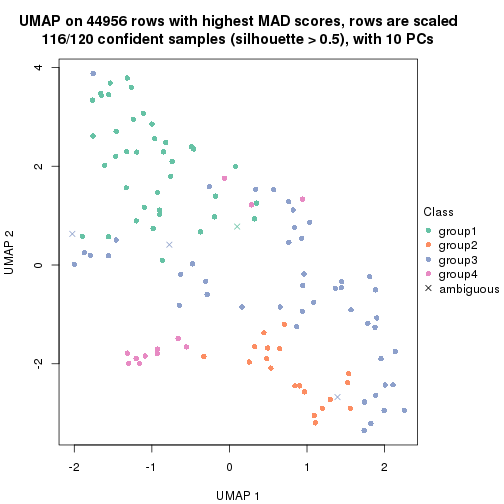 UMAP on 44956 rows with highest MAD scores, rows are scaled
116/120 confident samples (silhouette > 0.5), with 10 PCs
4
2
0
-2
UMAP 2
-2
-1
0
1
2
UMAP 1
Class
group1
group2
group3
group4
ambiguous